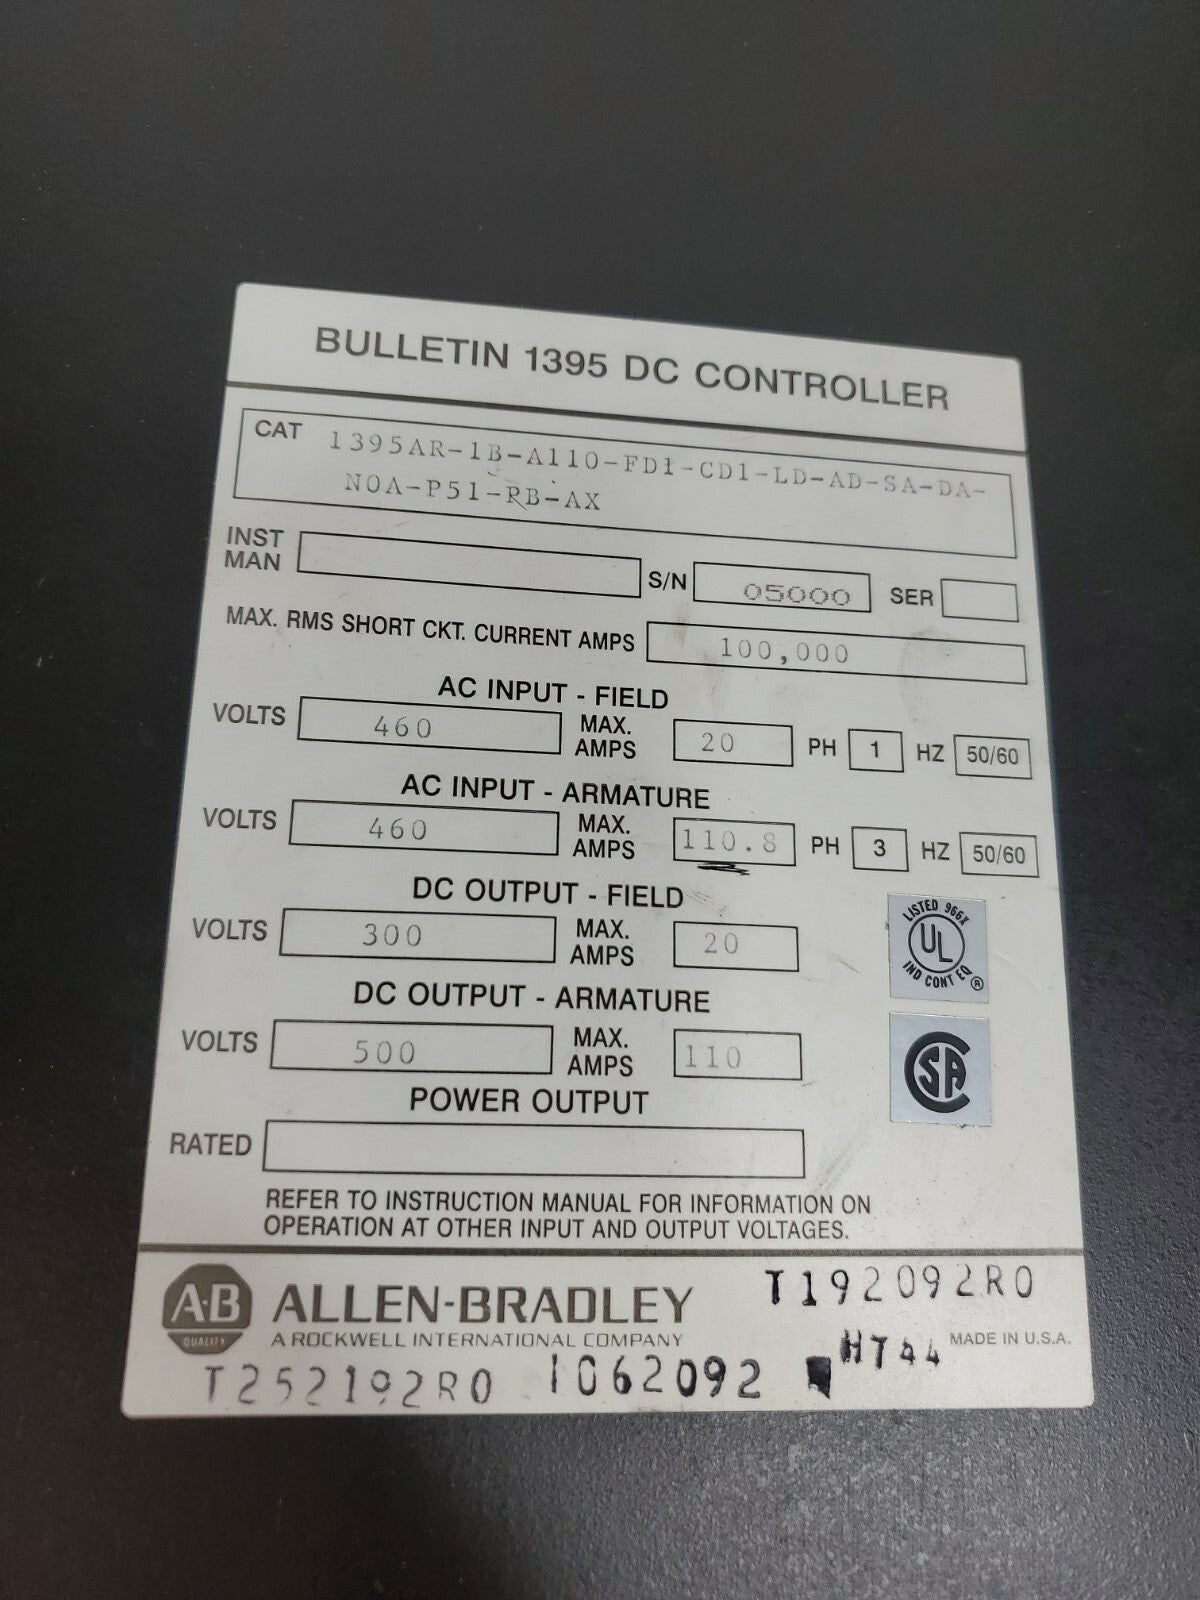 BULLETIN 1395 DC CONTROLLER
CAT 1395AR-1B-A110-FD1-CD1-LD-AD-SA-DA-
N0A-P51-RB-AX
INST MAN S/N 05000 SER
MAX. RMS SHORT CKT. CURRENT AMPS 100,000
AC INPUT - FIELD
VOLTS 460 MAX. AMPS 20 PH 1 HZ 50/60
AC INPUT - ARMATURE
VOLTS 460 MAX. AMPS 110.8 PH 3 HZ 50/60
DC OUTPUT - FIELD
VOLTS 300 MAX. AMPS 20
LISTED 966X
UL
IND CONT EQ ®
DC OUTPUT - ARMATURE
VOLTS 500 MAX. AMPS 110
CSA
POWER OUTPUT
RATED
REFER TO INSTRUCTION MANUAL FOR INFORMATION ON
OPERATION AT OTHER INPUT AND OUTPUT VOLTAGES.
A-B
QUALITY
ALLEN-BRADLEY
A ROCKWELL INTERNATIONAL COMPANY
T192092R0
HT44 MADE IN U.S.A.
T252192R0 1062092